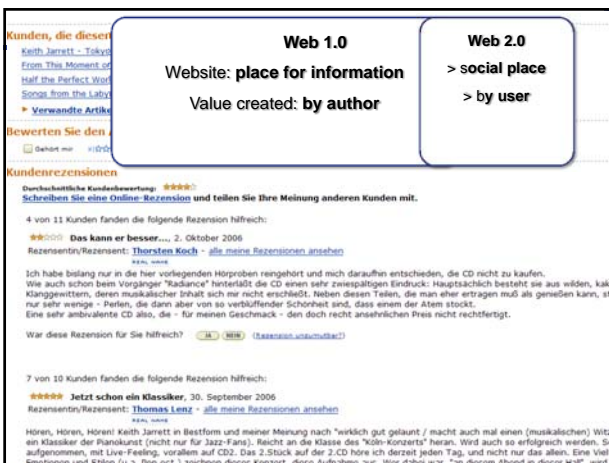 Kunden, die diesen
Keith Jarrett - Tokyo
From This Moment on
Half the Perfect Worl
Songs from the Laby
Verwandte Artike
Bewerten Sie den
Gehört mir
Web 1.0
Website: place for information
Value created: by author
Web 2.0
> social place
> by user
Kundenrezensionen
Durchschnittliche Kundenbewertung:
Schreiben Sie eine Online-Rezension und teilen Sie Ihre Meinung anderen Kunden mit.
4 von 11 Kunden fanden die folgende Rezension hilfreich:
Das kann er besser..., 2. Oktober 2006
Rezensentin/Rezensent: Thorsten Koch - alle meine Rezensionen ansehen
REAL NAME
Ich habe bislang nur in die hier vorliegenden Hörproben reingehört und mich daraufhin entschieden, die CD nicht zu kaufen.
Wie auch schon beim Vorgänger "Radiance" hinterläßt die CD einen sehr zwiespältigen Eindruck: Hauptsächlich besteht sie aus wilden, kak
Klanggewittern, deren musikalischer Inhalt sich mir nicht erschließt. Neben diesen Teilen, die man eher ertragen muß als genießen kann, st
nur sehr wenige - Perlen, die dann aber von so verblüffender Schönheit sind, dass einem der Atem stockt.
Eine sehr ambivalente CD also, die - für meinen Geschmack - den doch recht ansehnlichen Preis nicht rechtfertigt.
War diese Rezension für Sie hilfreich? JA NEIN (Rezension unzumutbar?)
7 von 10 Kunden fanden die folgende Rezension hilfreich:
Jetzt schon ein Klassiker, 30. September 2006
Rezensentin/Rezensent: Thomas Lenz - alle meine Rezensionen ansehen
REAL NAME
Hören, Hören, Hören! Keith Jarrett in Bestform und meiner Meinung nach "wirklich gut gelaunt / macht auch mal einen (musikalischen) Witz
ein Klassiker der Pianokunst (nicht nur für Jazz-Fans). Reicht an die Klasse des "Köln-Konzerts" heran. Wird auch so erfolgreich werden. S
aufgenommen, mit Live-Feeling, vorallem auf CD2. Das 2.Stück auf der 2.CD höre ich derzeit jeden Tag, und nicht nur das allein. Eine Viel